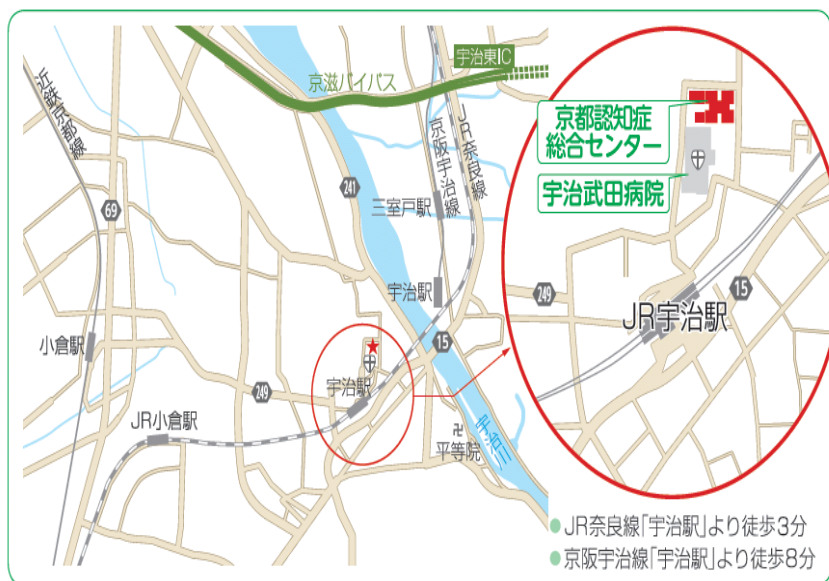 宇治東IC
京滋バイパス
近鉄京都線
京阪宇治線
JR奈良線
241
69
三室戸駅
宇治駅
小倉駅
15
宇治駅
249
JR小倉駅
卍
平等院
宇治川
京都認知症
総合センター
宇治武田病院
249
15
JR宇治駅
●JR奈良線「宇治駅」より徒歩3分
●京阪宇治線「宇治駅」より徒歩8分